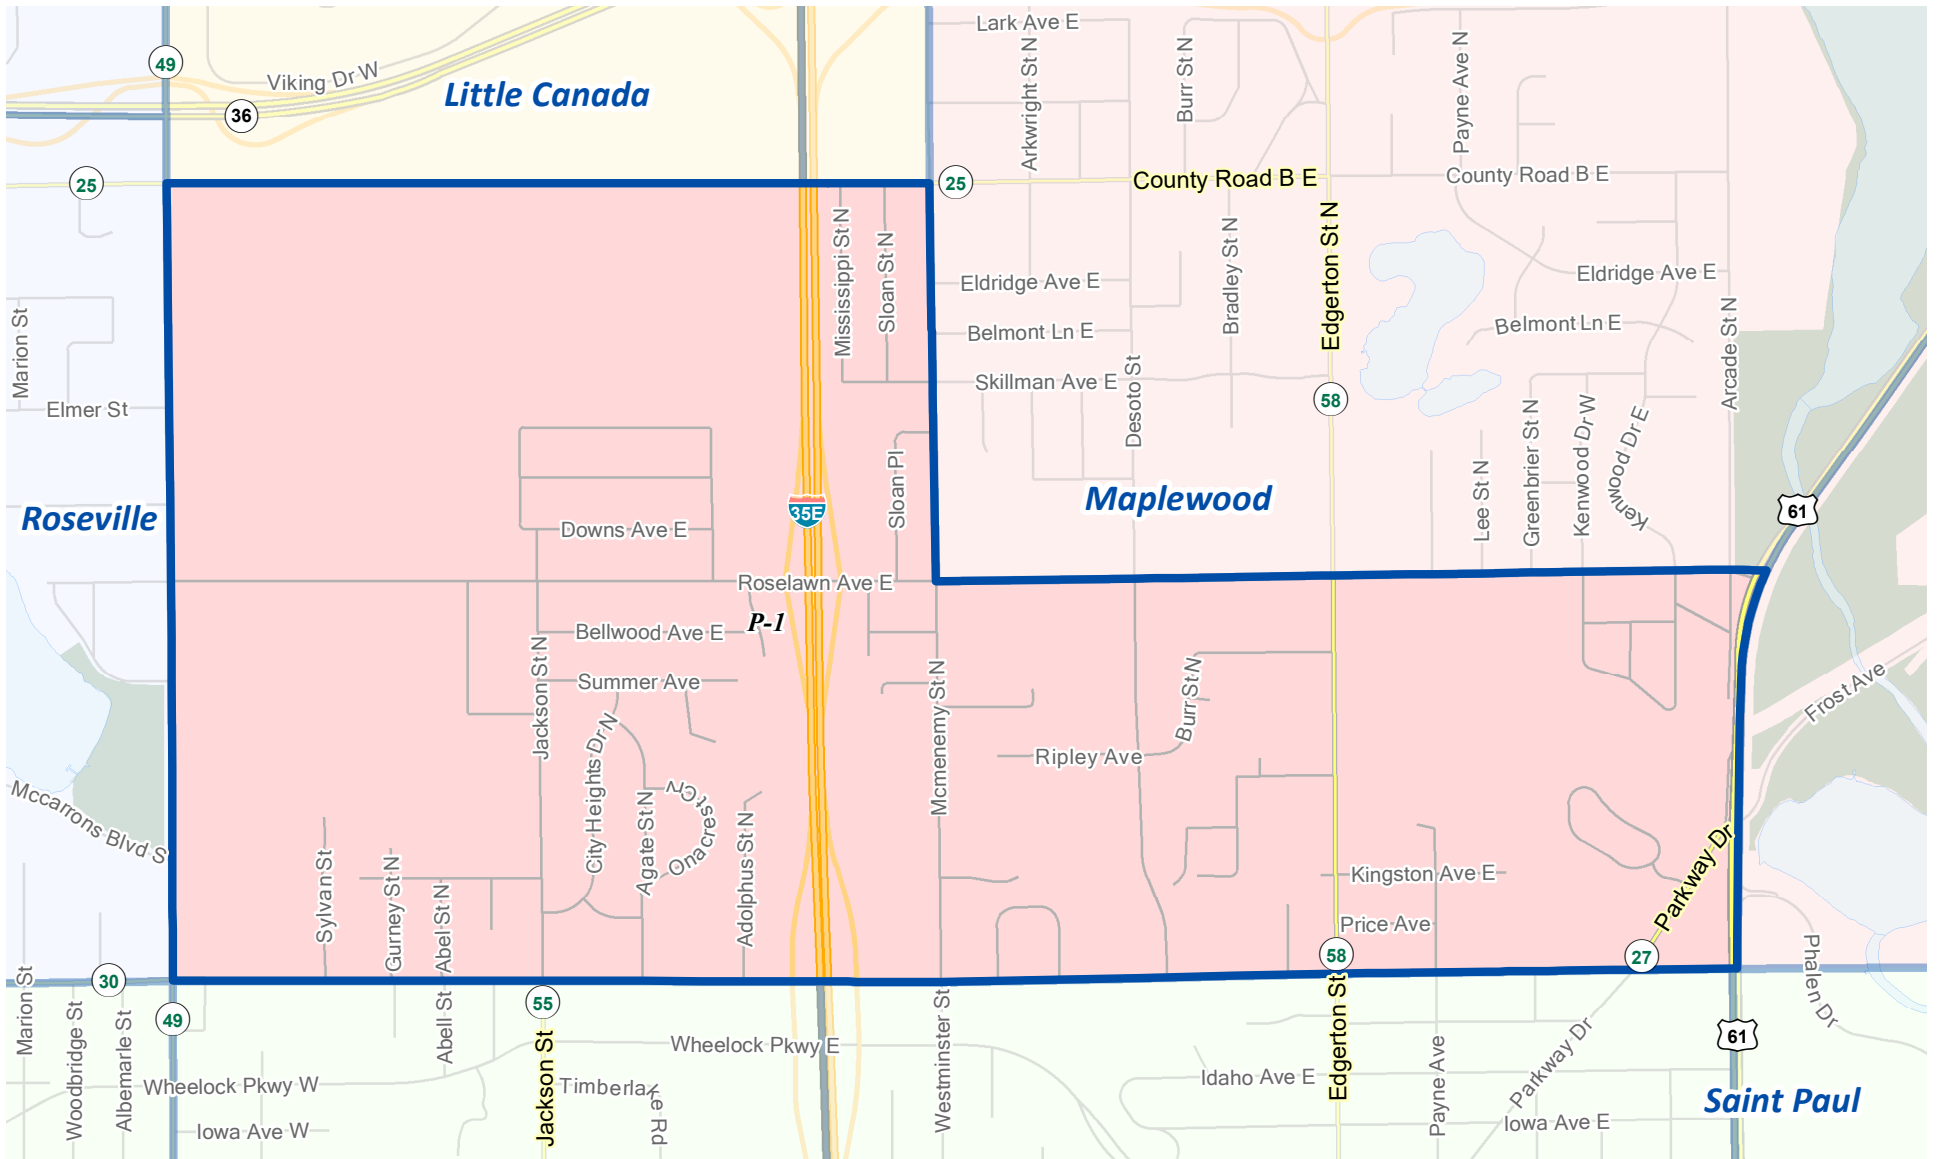 Lark Ave E
49
Viking Dr W
Little Canada
36
Arkwright St N
Burr St N
Payne Ave N
25
25
County Road B E
County Road B E
Mississippi St N
Sloan St N
Bradley St N
Edgerton St N
Eldridge Ave E
Eldridge Ave E
Marion St
Belmont Ln E
Belmont Ln E
Arcade St N
Skillman Ave E
Desoto St
58
Elmer St
Greenbrier St N
Kenwood Dr W
Kenwood Dr E
Sloan Pl
Lee St N
Roseville
35E
Maplewood
61
Downs Ave E
Roselawn Ave E
P-1
Bellwood Ave E
Jackson St N
Summer Ave
Mcmenemy St N
Burr St N
Frost Ave
City Heights Dr N
Ripley Ave
Mccarrons Blvd S
Agate St N
Onacrest Crv
Adolphus St N
Parkway Dr
Sylvan St
Gurney St N
Abel St N
Kingston Ave E
Price Ave
58
27
Phalen Dr
30
49
Marion St
Woodbridge St
Albemarle St
Abell St
55
Jackson St
Westminster St
Edgerton St
61
Wheelock Pkwy E
Payne Ave
Parkway Dr
Idaho Ave E
Wheelock Pkwy W
Timberlake Rd
Saint Paul
Iowa Ave W
Iowa Ave E